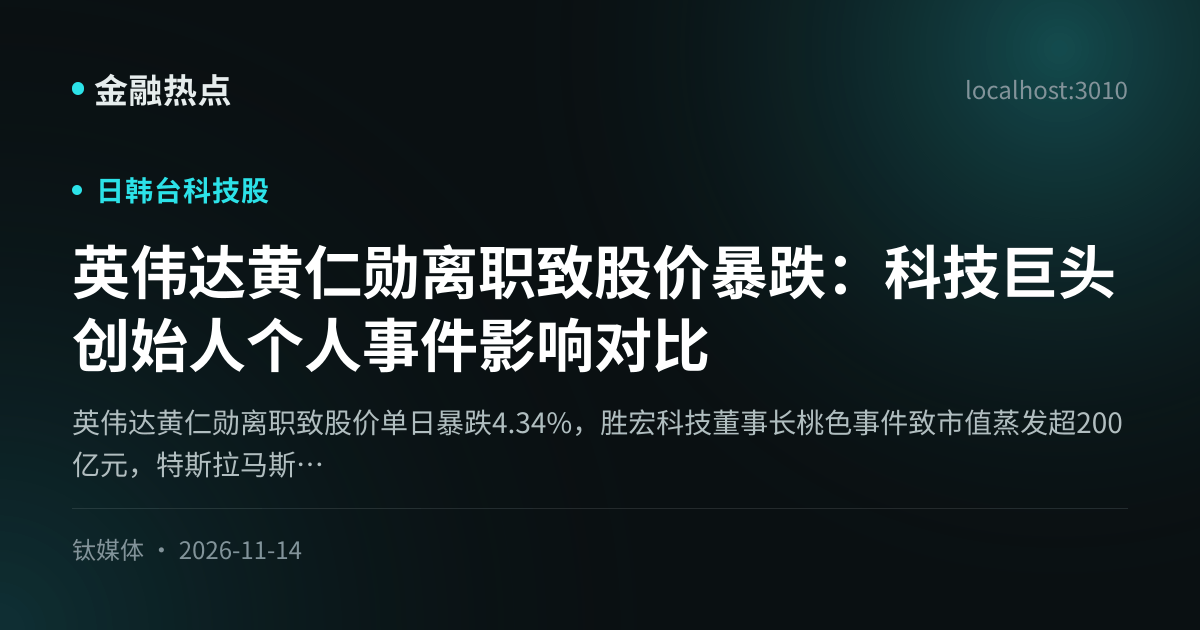 金融热点
localhost:3010
日韩台科技股
英伟达黄仁勋离职致股价暴跌：科技巨头
创始人个人事件影响对比
英伟达黄仁勋离职致股价单日暴跌4.34%，胜宏科技董事长桃色事件致市值蒸发超200
亿元，特斯拉马斯…
钛媒体 · 2026-11-14